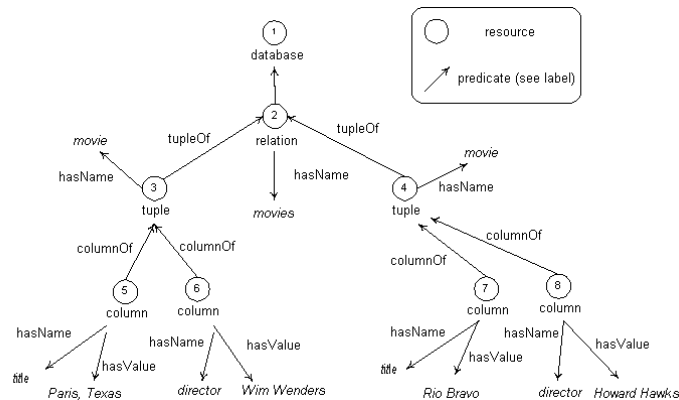 1
resource
database
predicate (see label)
2
tupleOf
tupleOf
relation
movie
movie
hasName
3
hasName
4
hasName
tuple
movies
tuple
columnOf
columnOf
columnOf
columnOf
5
6
7
8
column
column
column
column
hasName
hasName
hasValue
hasName
hasName
hasValue
hasValue
hasValue
title
Paris, Texas
director
Wim Wenders
title
Rio Bravo
director
Howard Hawks